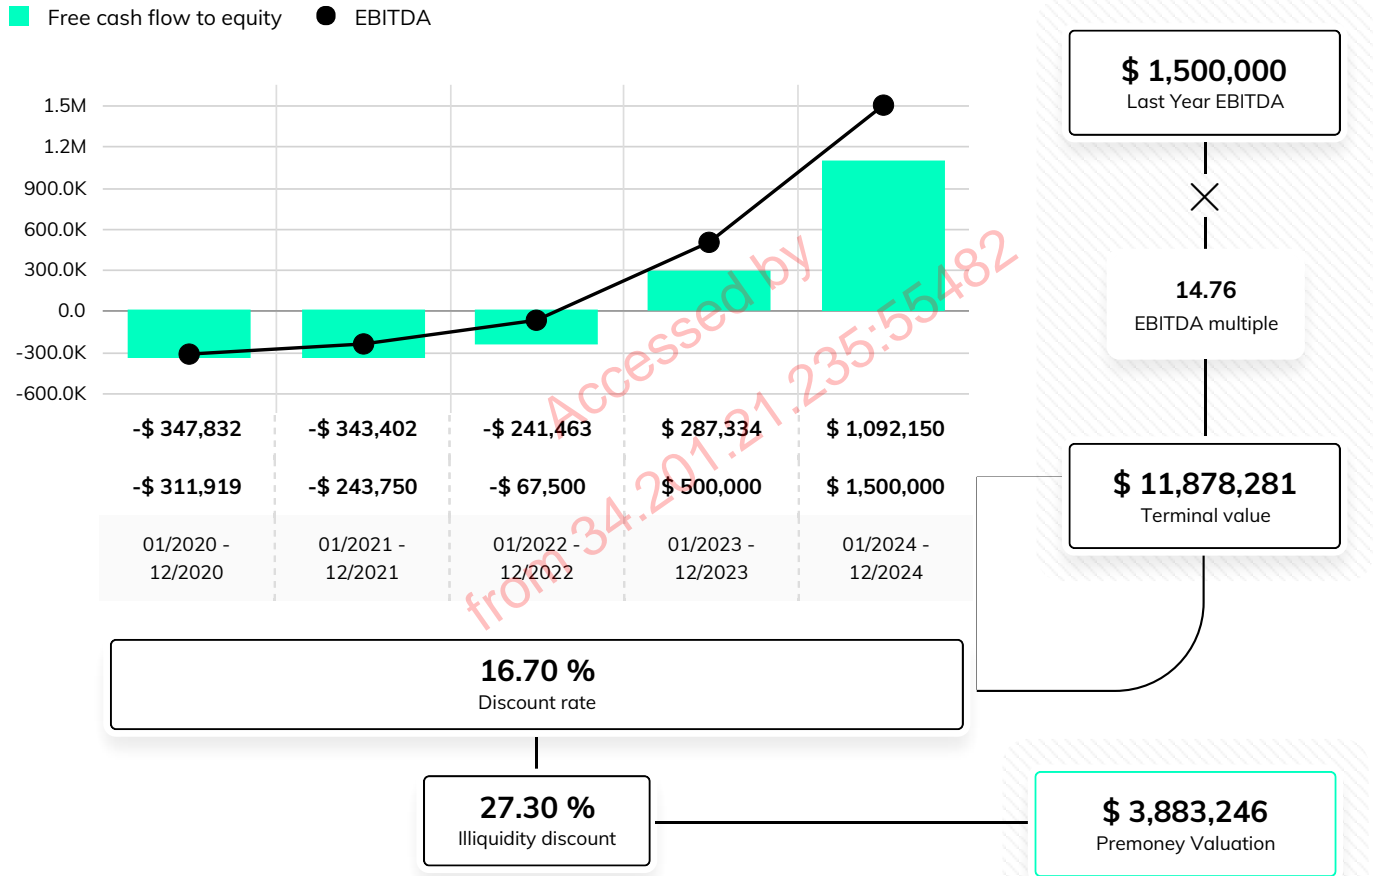 Free cash flow to equity
EBITDA
1.5M
1.2M
900.0K
600.0K
300.0K
0.0
-300.0K
-600.0K
-$ 347,832
-$ 343,402
-$ 241,463
$ 287,334
$ 1,092,150
-$ 311,919
-$ 243,750
-$ 67,500
$ 500,000
$ 1,500,000
01/2020 -
12/2020
01/2021 -
12/2021
01/2022 -
12/2022
01/2023 -
12/2023
01/2024 -
12/2024
16.70 %
Discount rate
27.30 %
Illiquidity discount
$ 1,500,000
Last Year EBITDA
14.76
EBITDA multiple
$ 11,878,281
Terminal value
$ 3,883,246
Premoney Valuation
Accessed by
from 34.201.21.235:55482